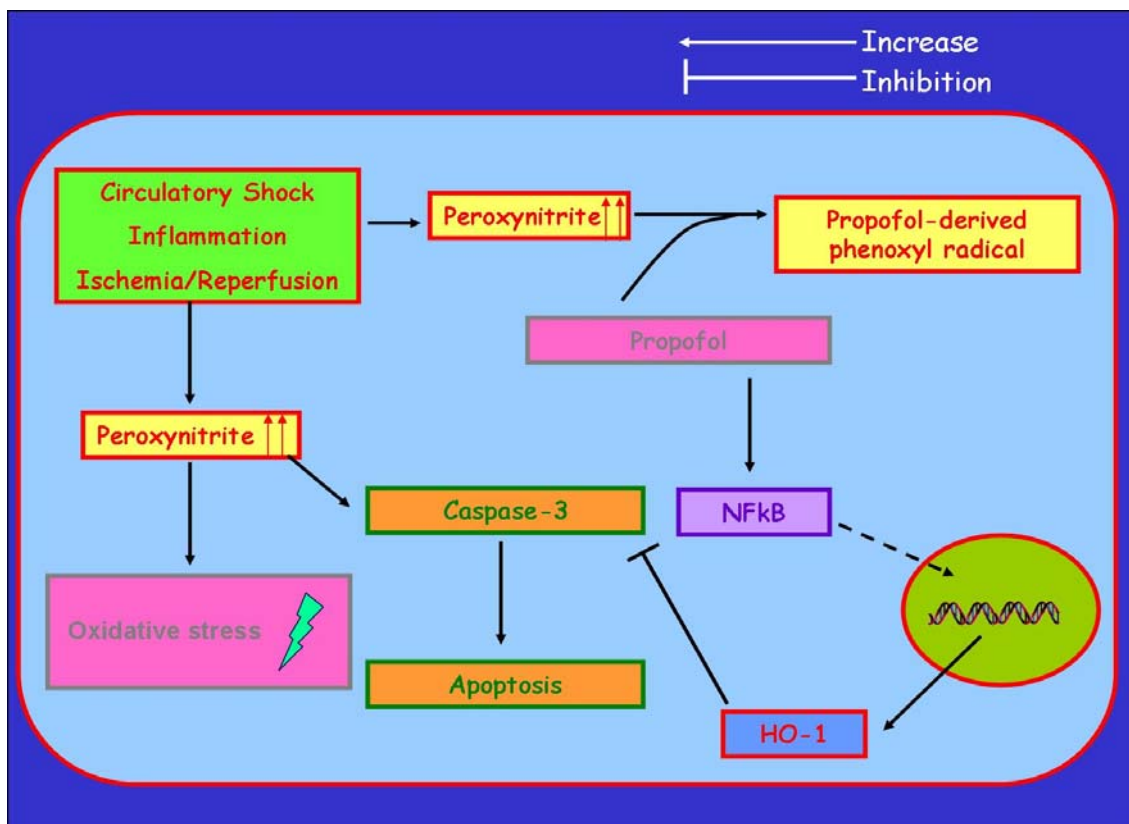 Increase
Inhibition
Circulatory Shock
Inflammation
Ischemia/Reperfusion
Peroxynitrite
Propofol-derived
phenoxyl radical
Propofol
Peroxynitrite
Caspase-3
NFkB
Oxidative stress
Apoptosis
HO-1